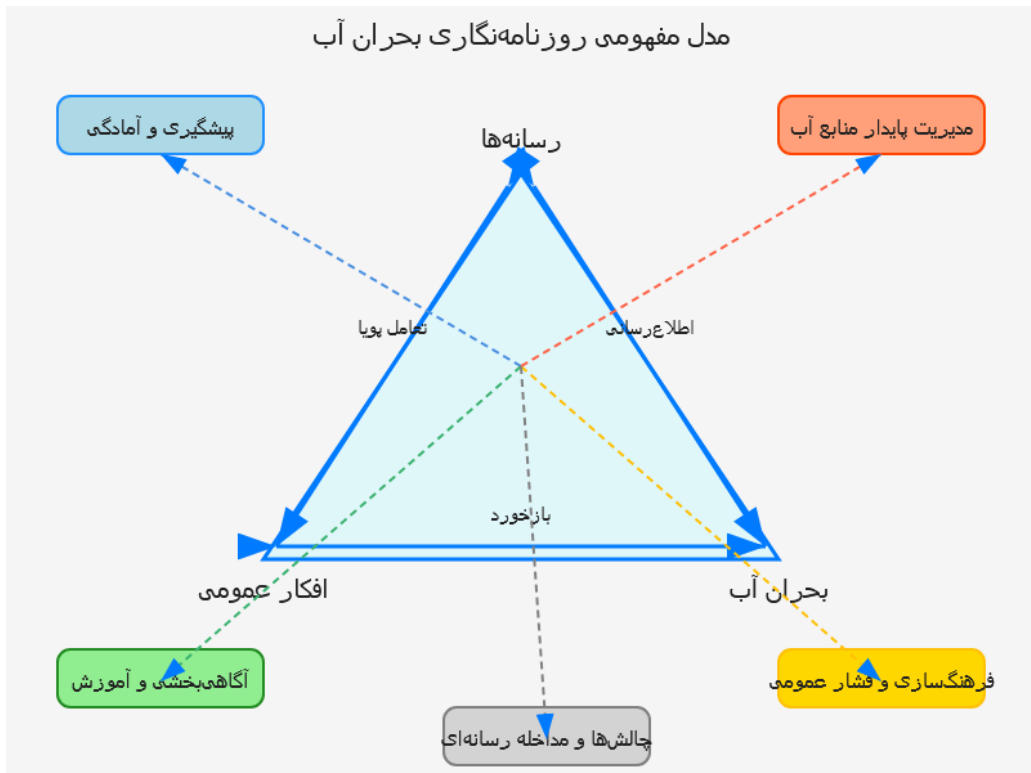 مدل مفهومی روزنامه‌نگاری بحران آب
مدیریت پایدار منابع آب
پیشگیری و آمادگی
رسانه‌ها
اطلاع‌رسانی
تعامل پویا
بازخورد
بحران آب
افکار عمومی
فرهنگ‌سازی و فشار عمومی
آگاهی‌بخشی و آموزش
چالش‌ها و مداخله رسانه‌ای